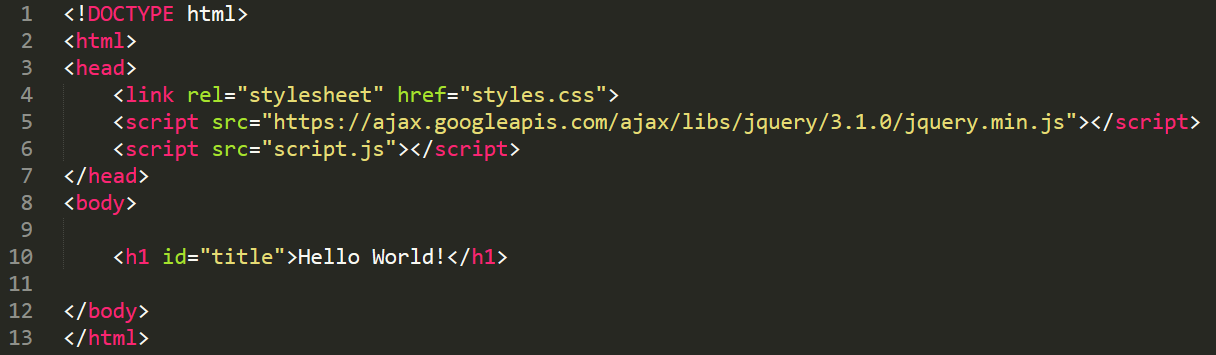 1 <!DOCTYPE html>
2 <html>
3 <head>
4     <link rel="stylesheet" href="styles.css">
5     <script src="https://ajax.googleapis.com/ajax/libs/jquery/3.1.0/jquery.min.js"></script>
6     <script src="script.js"></script>
7 </head>
8 <body>
9
10     <h1 id="title">Hello World!</h1>
11
12 </body>
13 </html>